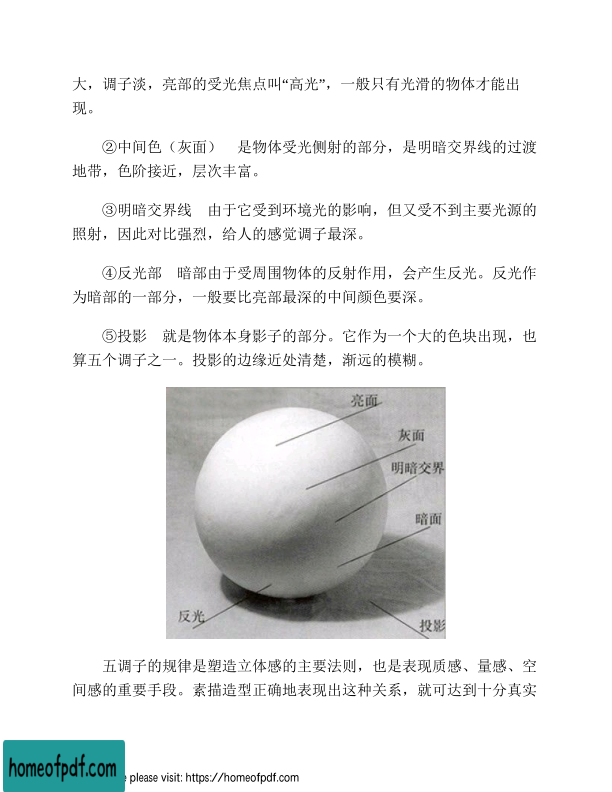 大，调子淡，亮部的受光焦点叫“高光”，一般只有光滑的物体才能出
现。
②中间色（灰面）　是物体受光侧射的部分，是明暗交界线的过渡
地带，色阶接近，层次丰富。
③明暗交界线　由于它受到环境光的影响，但又受不到主要光源的
照射，因此对比强烈，给人的感觉调子最深。
④反光部　暗部由于受周围物体的反射作用，会产生反光。反光作
为暗部的一部分，一般要比亮部最深的中间颜色要深。
⑤投影　就是物体本身影子的部分。它作为一个大的色块出现，也
算五个调子之一。投影的边缘近处清楚，渐远的模糊。
亮面
灰面
明暗交界
暗面
反光
投影
五调子的规律是塑造立体感的主要法则，也是表现质感、量感、空
间感的重要手段。素描造型正确地表现出这种关系，就可达到十分真实
homeofpdf.com
e please visit: https://homeofpdf.com